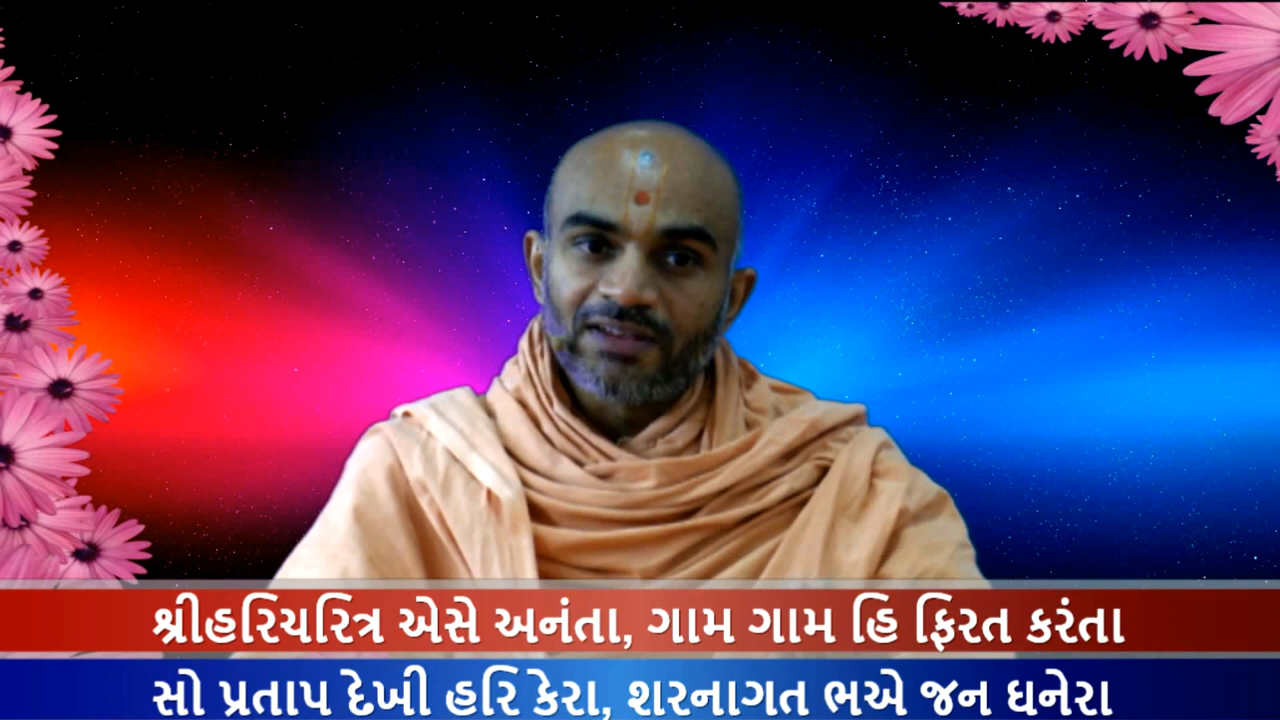 શ્રીહરિચરિત્ર એસે અનંતા, ગામ ગામ હિ ફિરત કરંતા
સો પ્રતાપ દેખી હરિ કેરા, શરનાગત ભએ જન ઘનેરા